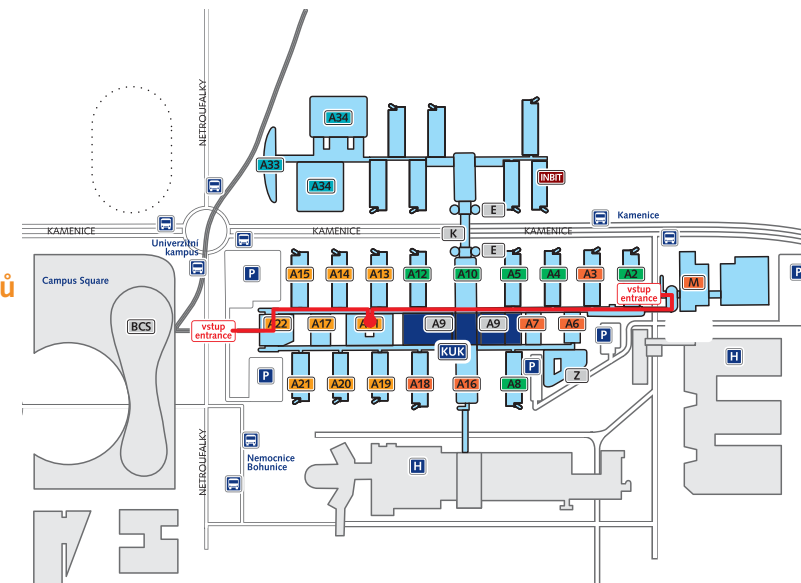 A34
NETROUFALKY
A33
INBIT
A34
E
Kamenice
KAMENICE
KAMENICE
K
KAMENICE
Univerzitní
kampus
E
P
A15
A14
A13
A12
A10
A5
A4
A3
A2
P
ů
Campus Square
M
vstup
entrance
BCS
vstup
entrance
A22
A17
A9
A9
A7
A6
P
KUK
H
P
P
Z
A21
A20
A19
A18
A16
A8
NETROUFALKY
Nemocnice
Bohunice
H